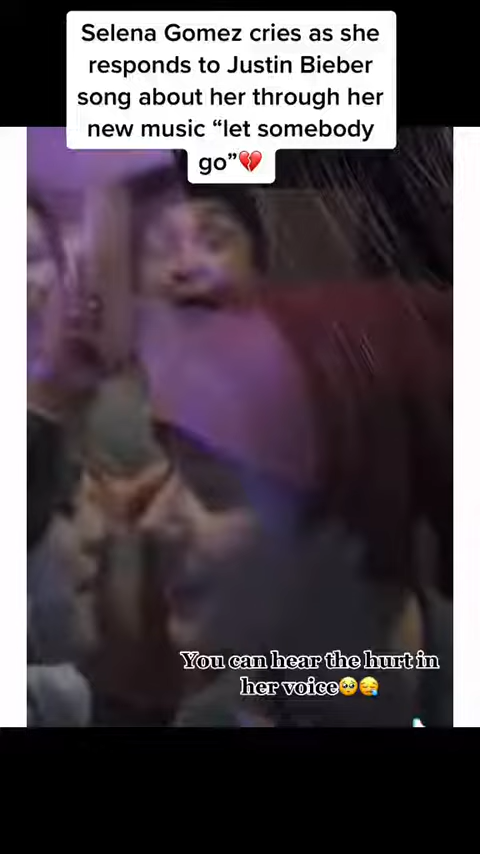 Selena Gomez cries as she
responds to Justin Bieber
song about her through her
new music “let somebody
go”💔
You can hear the hurt in
her voice🥺😪